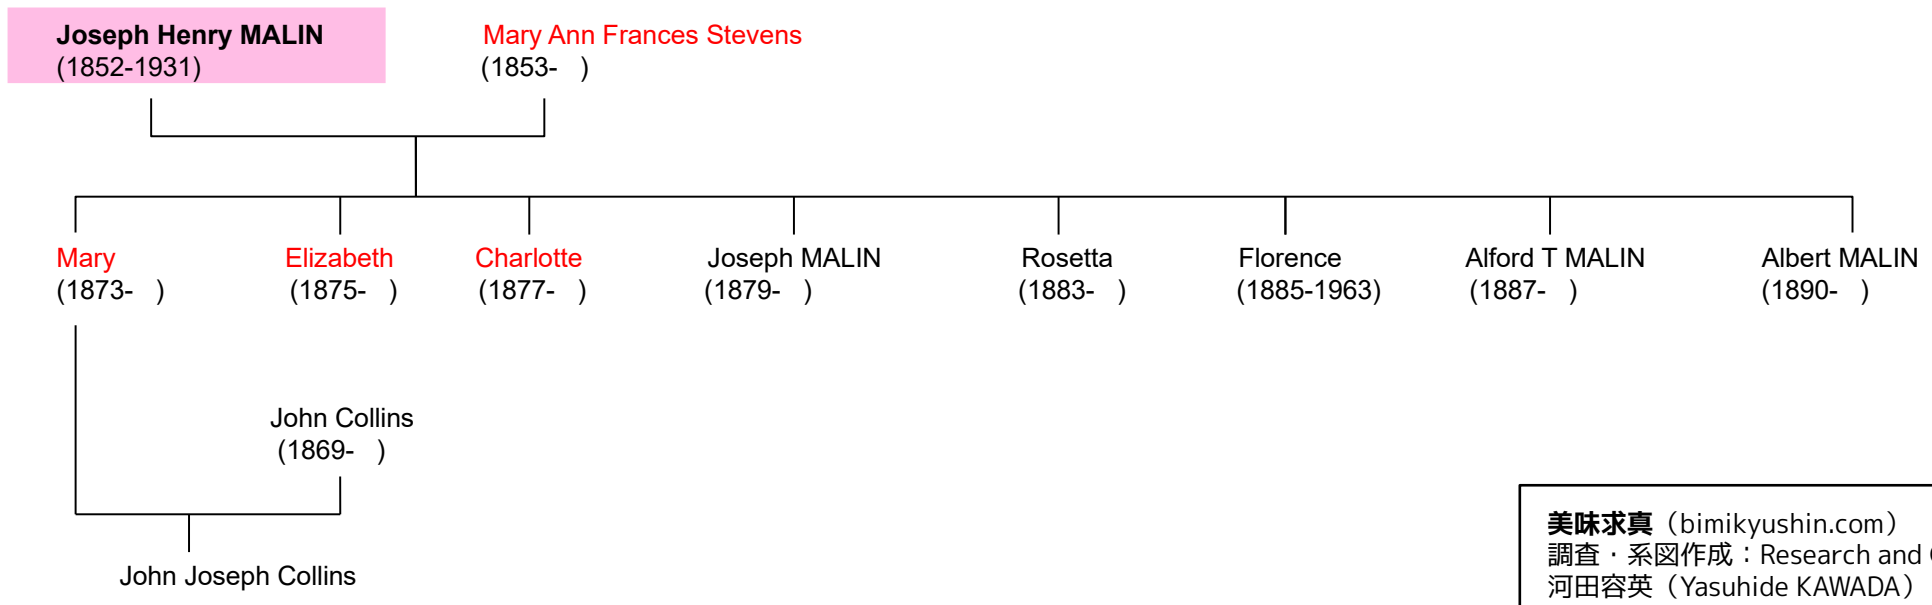 Joseph Henry MALIN
(1852-1931)
Mary Ann Frances Stevens
(1853- )
Mary
(1873- )
Elizabeth
(1875- )
Charlotte
(1877- )
Joseph MALIN
(1879- )
Rosetta
(1883- )
Florence
(1885-1963)
Alford T MALIN
(1887- )
Albert MALIN
(1890- )
John Collins
(1869- )
John Joseph Collins
美味求真（bimikyushin.com）
調査・系図作成：Research and
河田容英（Yasuhide KAWADA）